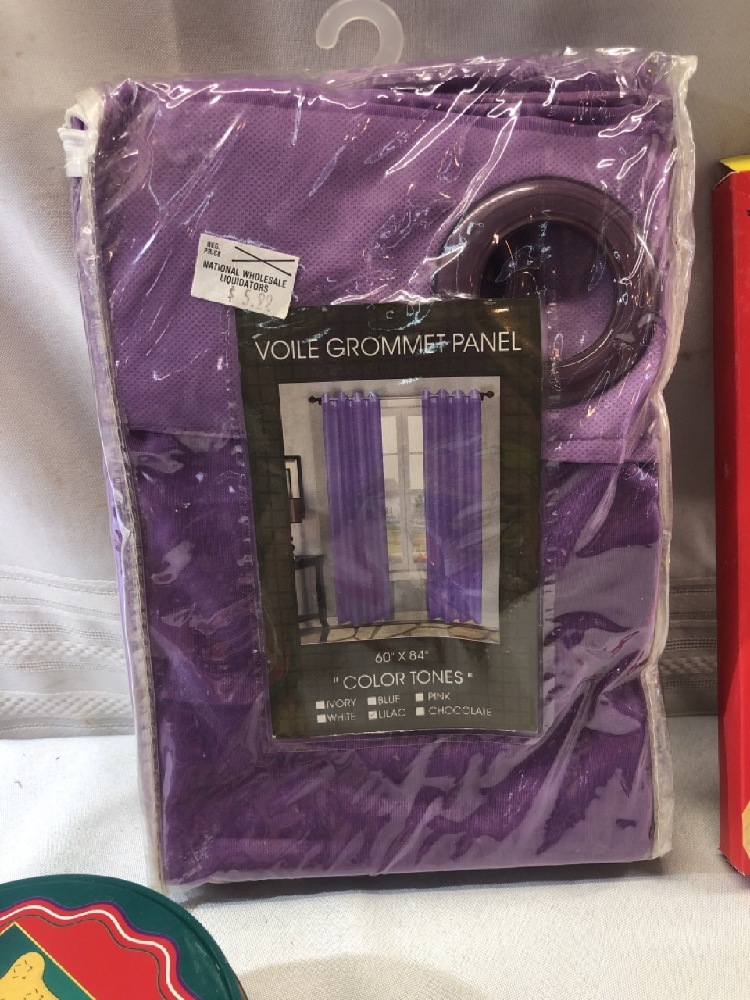 REG.
PRICE
NATIONAL WHOLESALE
LIQUIDATORS
$ 5.99
VOILE GROMMET PANEL
60" X 84"
" COLOR TONES "
IVORY BLUE PINK
WHITE LILAC CHOCOLATE